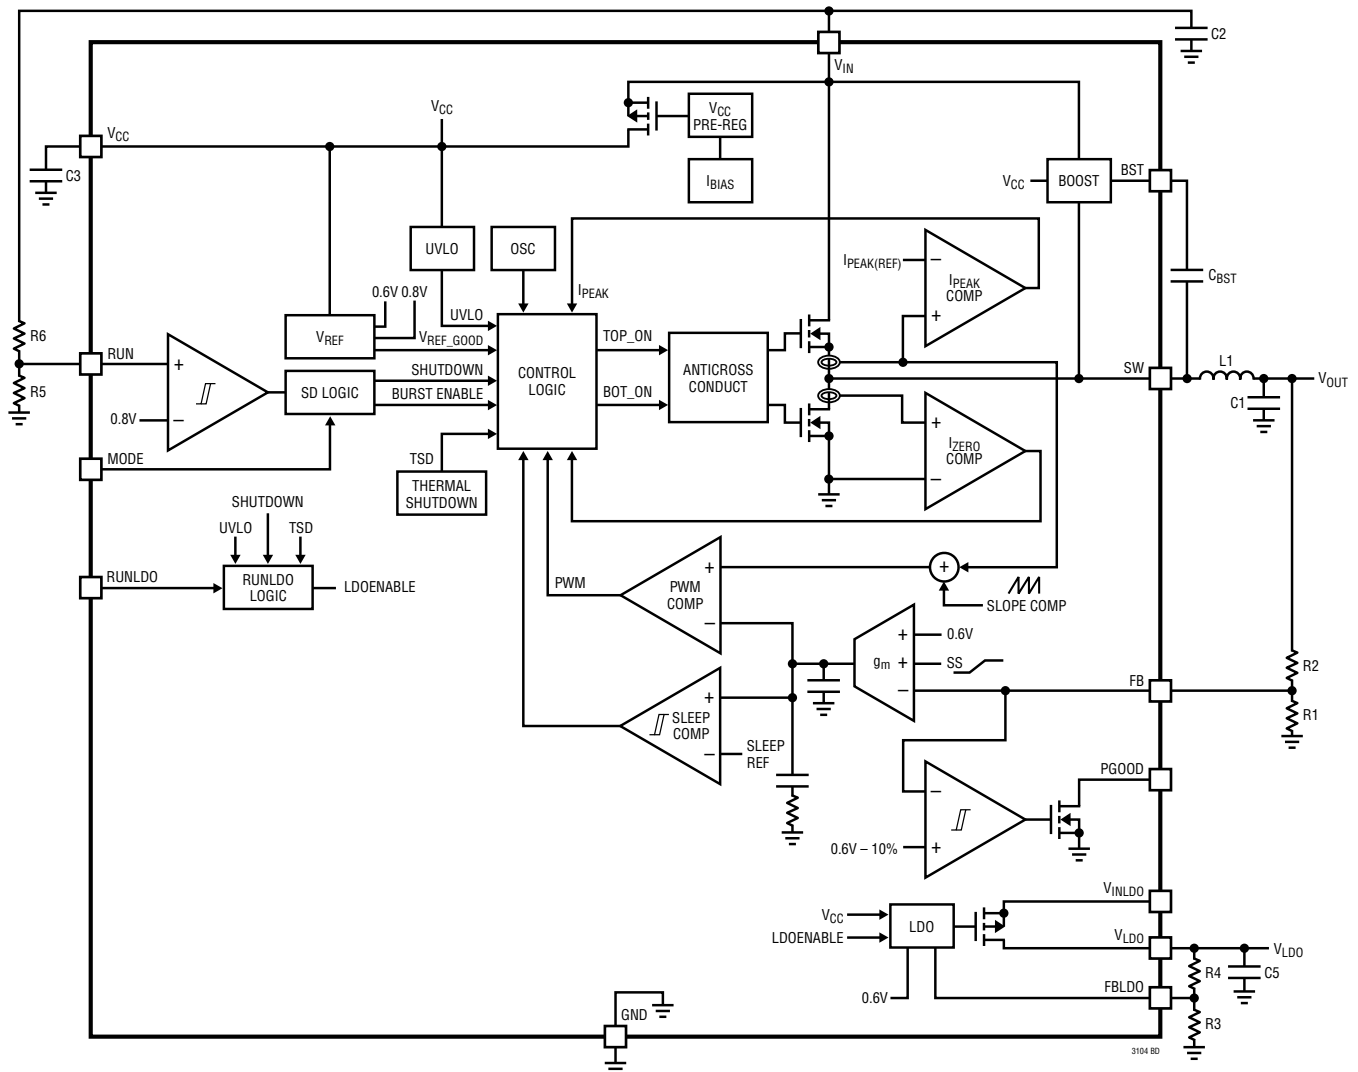 C2
VIN
VCC
VCC
VCC
PRE-REG
C3
IBIAS
VCC
BOOST
BST
UVLO
OSC
IPEAK(REF)
–
IPEAK
COMP
+
CBST
0.6V 0.8V
IPEAK
UVLO
R6
VREF
VREF_GOOD
TOP_ON
RUN
+
SHUTDOWN
CONTROL
LOGIC
ANTICROSS
CONDUCT
SW
L1
VOUT
R5
SD LOGIC
BURST ENABLE
BOT_ON
C1
0.8V
–
+
IZERO
COMP
–
MODE
TSD
THERMAL
SHUTDOWN
SHUTDOWN
UVLO
TSD
RUNLDO
RUNLDO
LOGIC
LDOENABLE
PWM
PWM
COMP
+
–
+
SLOPE COMP
+
0.6V
gm
+
SS
–
FB
R2
R1
+
SLEEP
COMP
–
SLEEP
REF
PGOOD
–
0.6V – 10%
+
VINLDO
VCC
LDO
LDOENABLE
VLDO
VLDO
R4
C5
0.6V
FBLDO
R3
GND
3104 BD